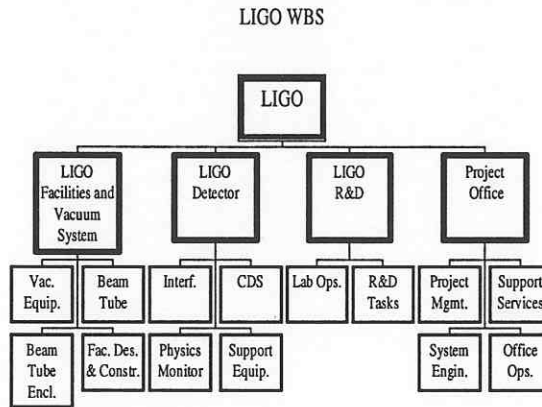 LIGO WBS
LIGO
LIGO
Facilities and
Vacuum
System
LIGO
Detector
LIGO
R&D
Project
Office
Vac.
Equip.
Beam
Tube
Interf.
CDS
Lab Ops.
R&D
Tasks
Project
Mgmt.
Support
Services
Beam
Tube
Encl.
Fac. Des.
& Constr.
Physics
Monitor
Support
Equip.
System
Engin.
Office
Ops.